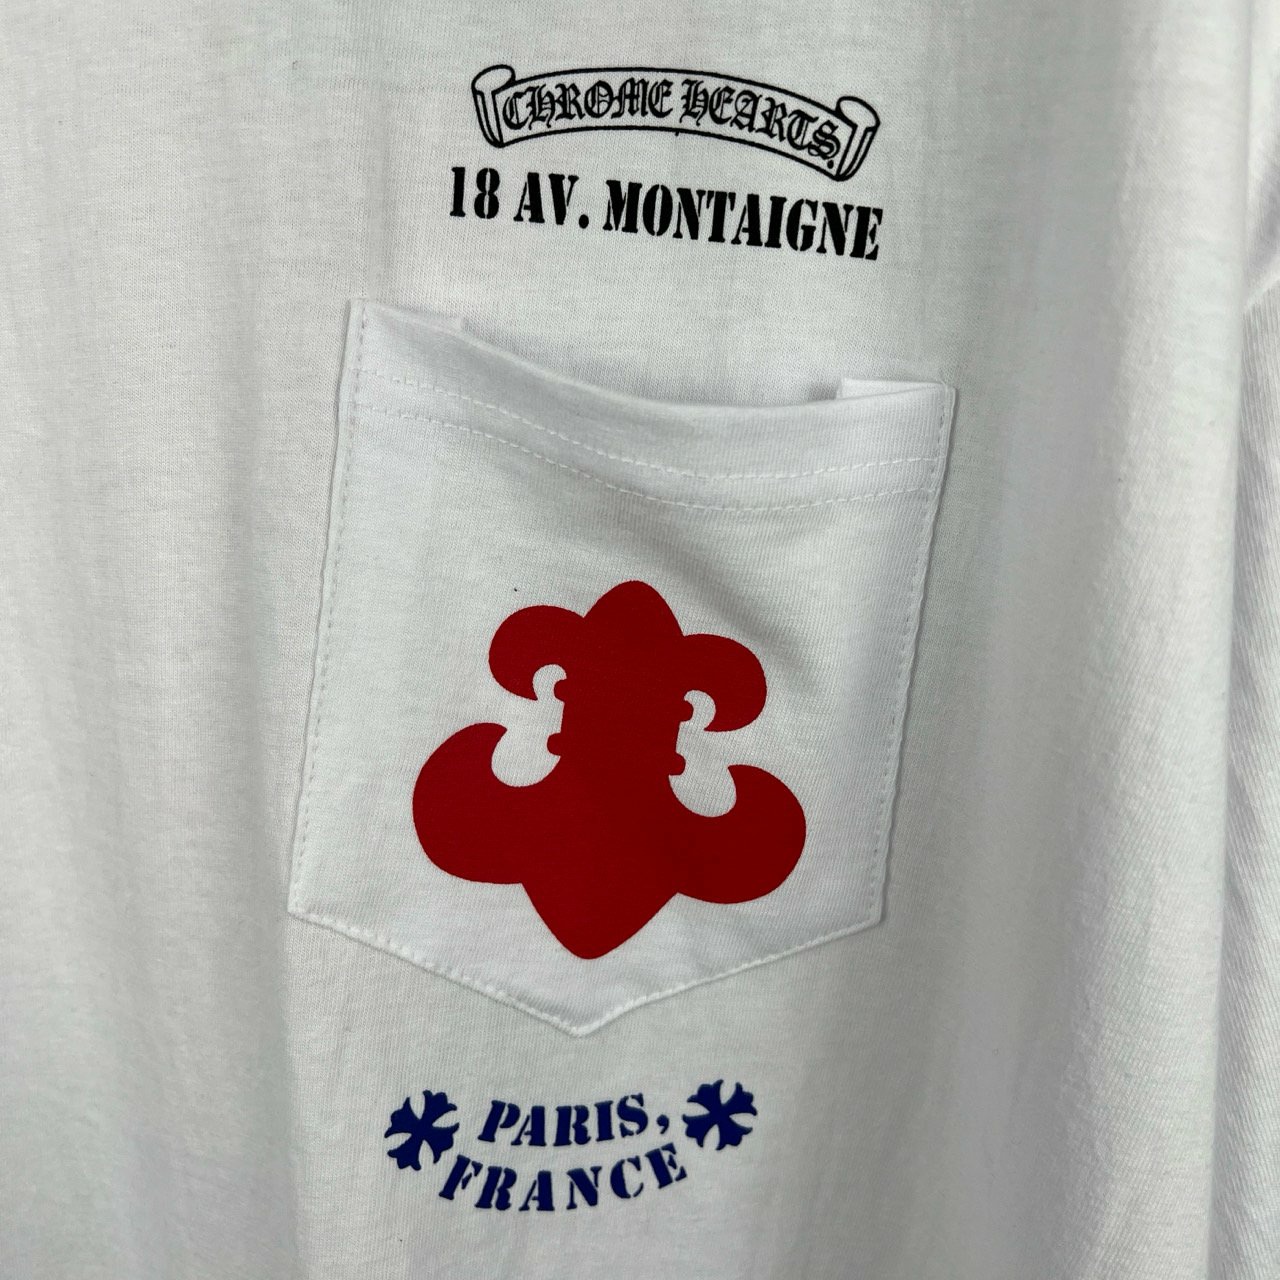 CHROME HEARTS
18 AV. MONTAIGNE
PARIS,
FRANCE